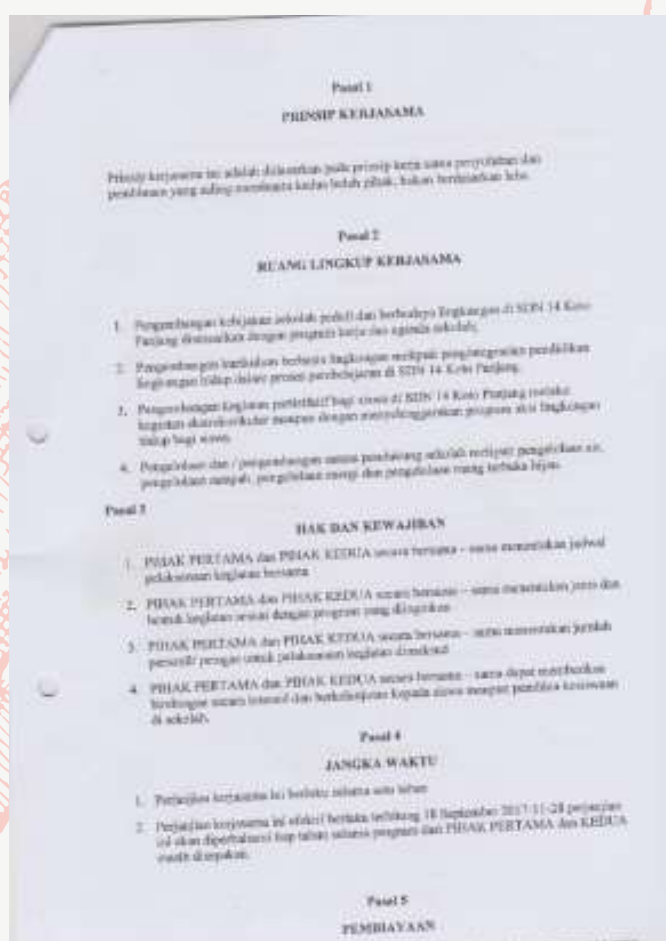 Pasal 1
PRINSIP KERJASAMA
Prinsip kerjasama ini adalah didasarkan pada prinsip kerja sama penyuluhan dan
pembinaan yang saling membantu kedua belah pihak, bukan berdasarkan laba.
Pasal 2
RUANG LINGKUP KERJASAMA
1. Pengembangan kebijakan sekolah peduli dan berbudaya lingkungan di SDN 14 Koto
Panjang disesuaikan dengan program kerja dan agenda sekolah;
2. Pengembangan kurikulum berbasis lingkungan meliputi pengintegrasian pendidikan
lingkungan hidup dalam proses pembelajaran di SDN 14 Koto Panjang.
3. Pengembangan kegiatan partisipatif bagi siswa di SDN 14 Koto Panjang melalui
kegiatan ekstrakurikuler maupun dengan menyelenggarakan program aksi lingkungan
hidup bagi siswa.
4. Pengelolaan dan / pengembangan sarana pendukung sekolah meliputi pengelolaan air,
pengelolaan sampah, pengelolaan energi dan pengelolaan ruang terbuka hijau.
Pasal 3
HAK DAN KEWAJIBAN
1. PIHAK PERTAMA dan PIHAK KEDUA secara bersama – sama menentukan jadwal
pelaksanaan kegiatan bersama
2. PIHAK PERTAMA dan PIHAK KEDUA secara bersama – sama menentukan jenis dan
bentuk kegiatan sesuai dengan program yang
3. PIHAK PERTAMA dan PIHAK KEDUA secara bersama – sama menentukan jumlah
personil/ petugas untuk pelaksanaan kegiatan dimaksud
4. PIHAK PERTAMA dan PIHAK KEDUA secara bersama – sama dapat memberikan
bimbingan secara intensif dan berkelanjutan kepada siswa maupun pembina kesiswaan
di sekolah.
Pasal 4
JANGKA WAKTU
1. Perjanjian kerjasama ini berlaku selama satu tahun
2. Perjanjian kerjasama ini efektif berlaku terhitung 18 September 2017-11-28 perjanjian
ini akan diperbaharui tiap tahun selama program dari PIHAK PERTAMA dan KEDUA
masih disepakati.
Pasal 5
PEMBIAYAAN